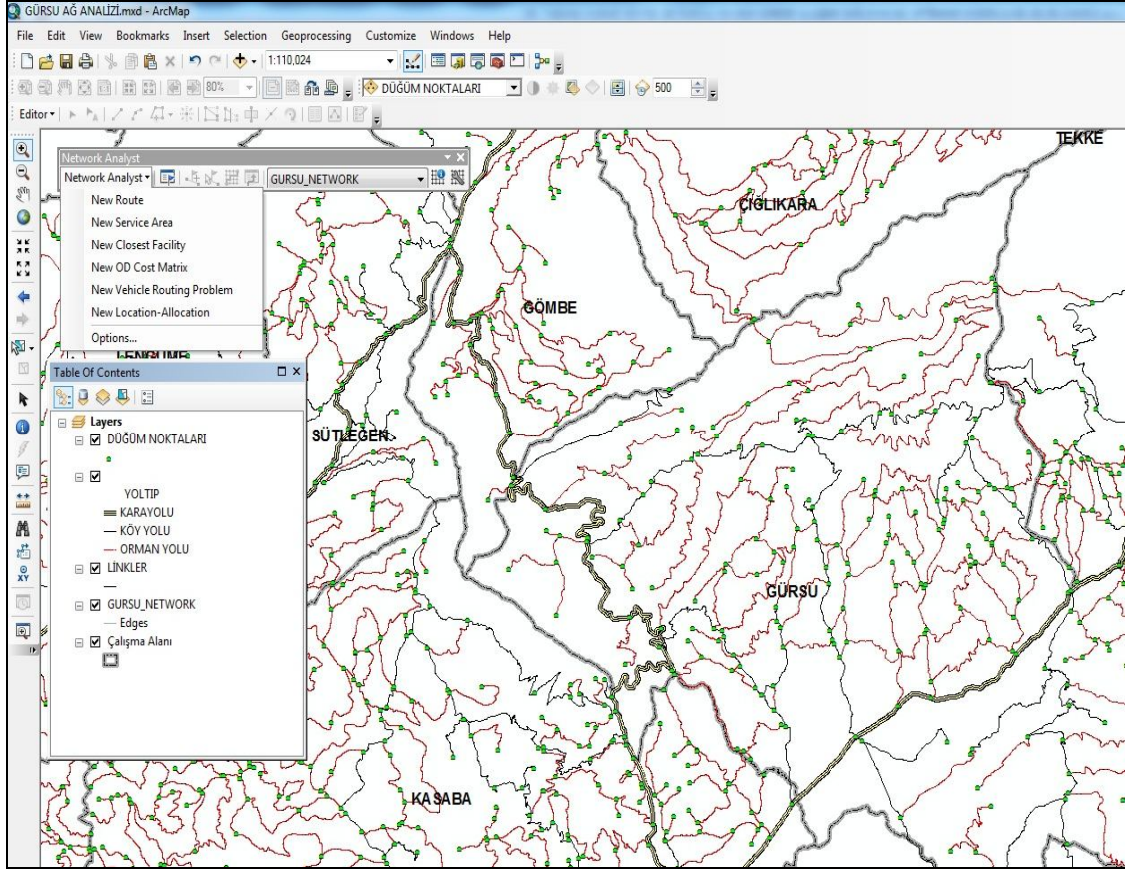 GÜRSU AĞ ANALİZİ.mxd - ArcMap
File Edit View Bookmarks Insert Selection Geoprocessing Customize Windows Help
1:110,024
80% DÜĞÜM NOKTALARI 500
Editor
TEKKE
Network Analyst
Network Analyst GURSU_NETWORK
New Route
New Service Area
New Closest Facility
New OD Cost Matrix
New Vehicle Routing Problem
New Location-Allocation
Options...
ÇIĞLIKARA
GÖMBE
LENGUME
Table Of Contents
Layers
DÜĞÜM NOKTALARI
YOLTIP
KARAYOLU
KÖY YOLU
ORMAN YOLU
LİNKLER
GURSU_NETWORK
Edges
Çalışma Alanı
SÜTLEGEN
GÜRSU
KASABA
XY